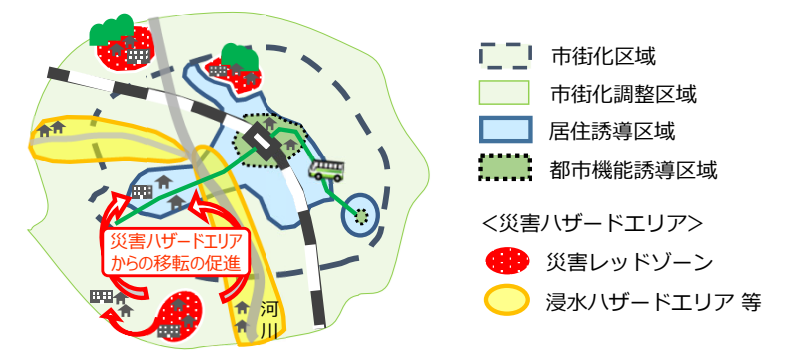 市街化区域
市街化調整区域
居住誘導区域
都市機能誘導区域
<災害ハザードエリア>
災害レッドゾーン
浸水ハザードエリア 等
災害ハザードエリア
からの移転の促進
河
川